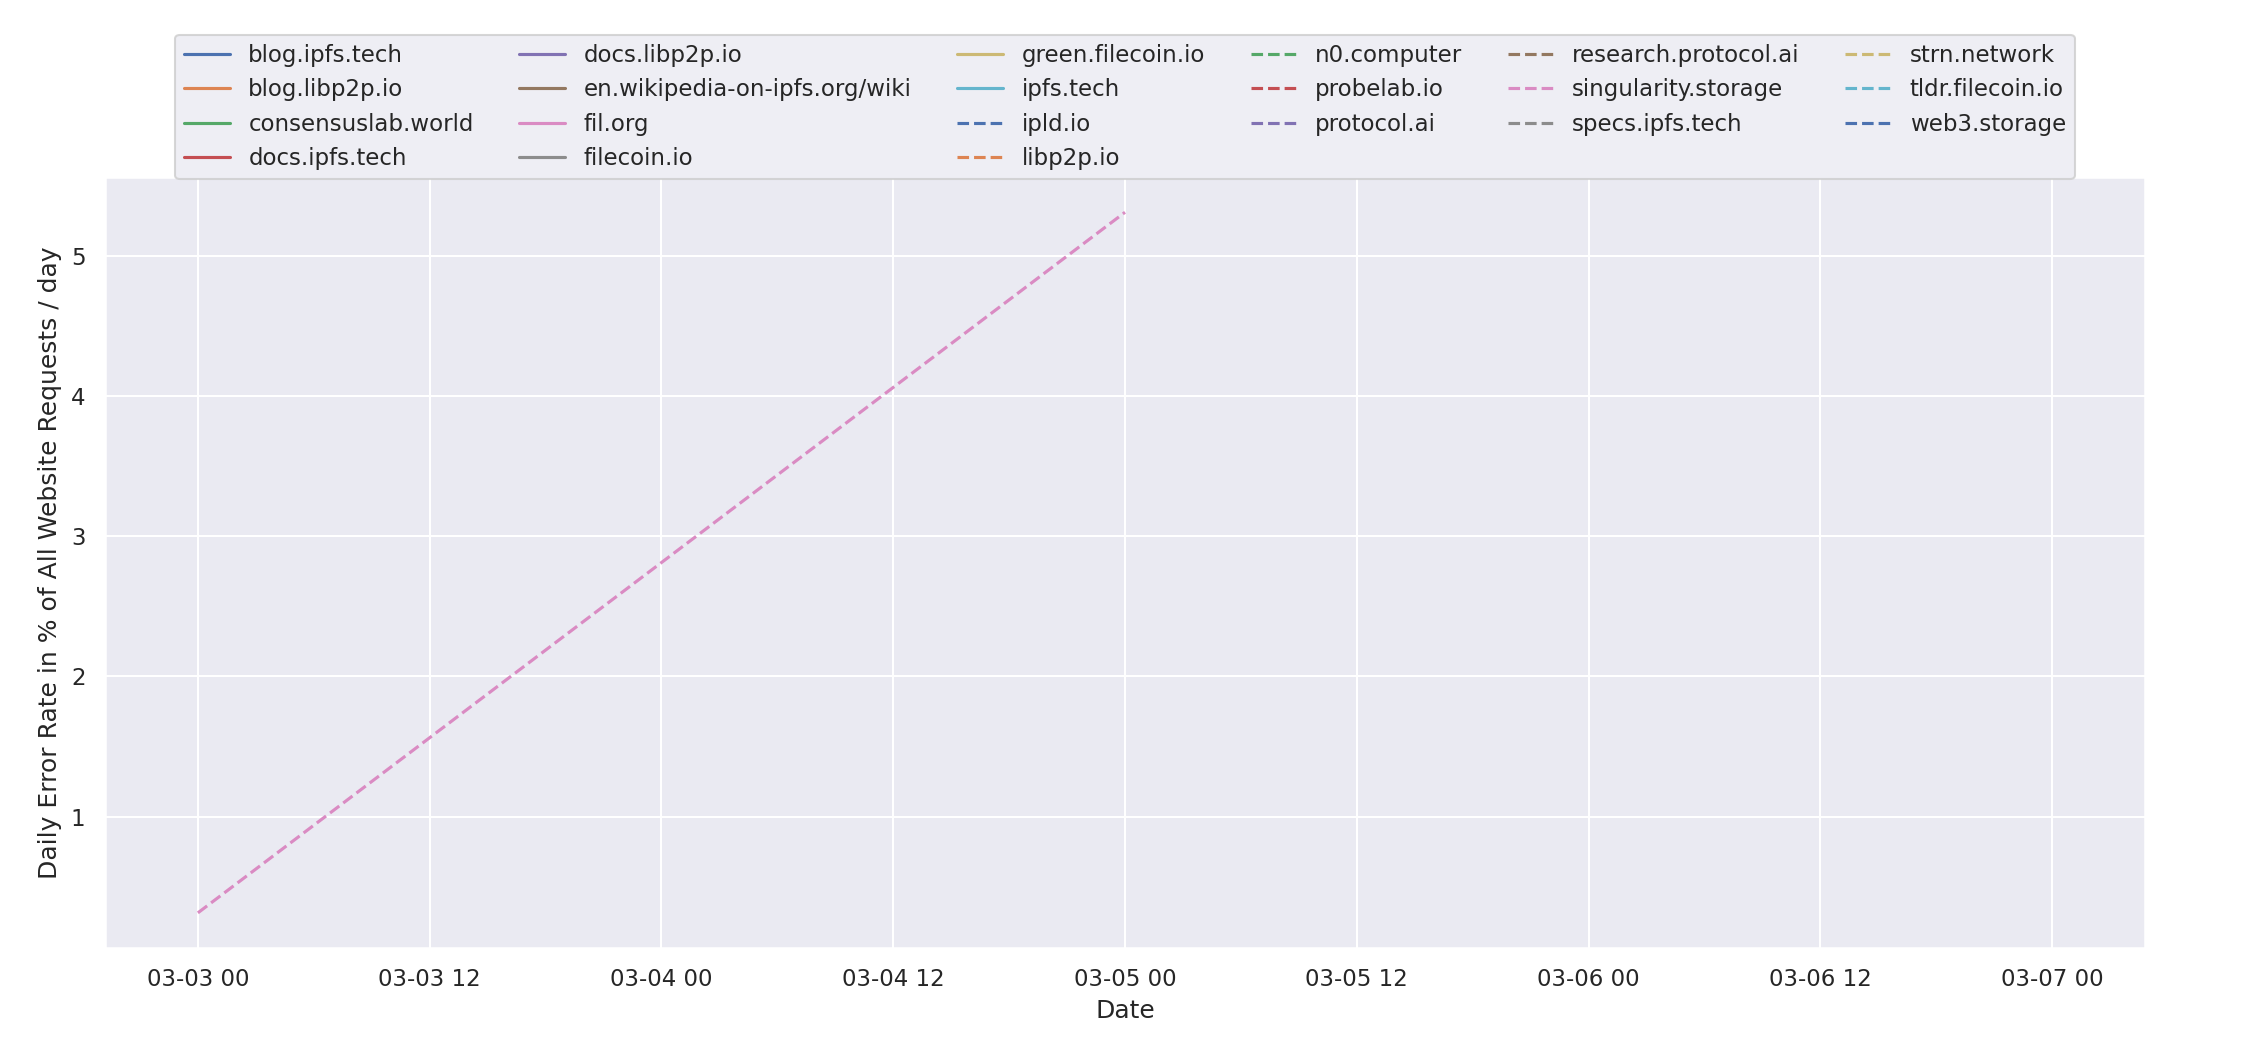 blog.ipfs.tech
blog.libp2p.io
consensuslab.world
docs.ipfs.tech
docs.libp2p.io
en.wikipedia-on-ipfs.org/wiki
fil.org
filecoin.io
green.filecoin.io
ipfs.tech
ipld.io
libp2p.io
n0.computer
probelab.io
protocol.ai
research.protocol.ai
singularity.storage
specs.ipfs.tech
strn.network
tldr.filecoin.io
web3.storage
Daily Error Rate in % of All Website Requests / day
5
4
3
2
1
03-03 00
03-03 12
03-04 00
03-04 12
03-05 00
03-05 12
03-06 00
03-06 12
03-07 00
Date